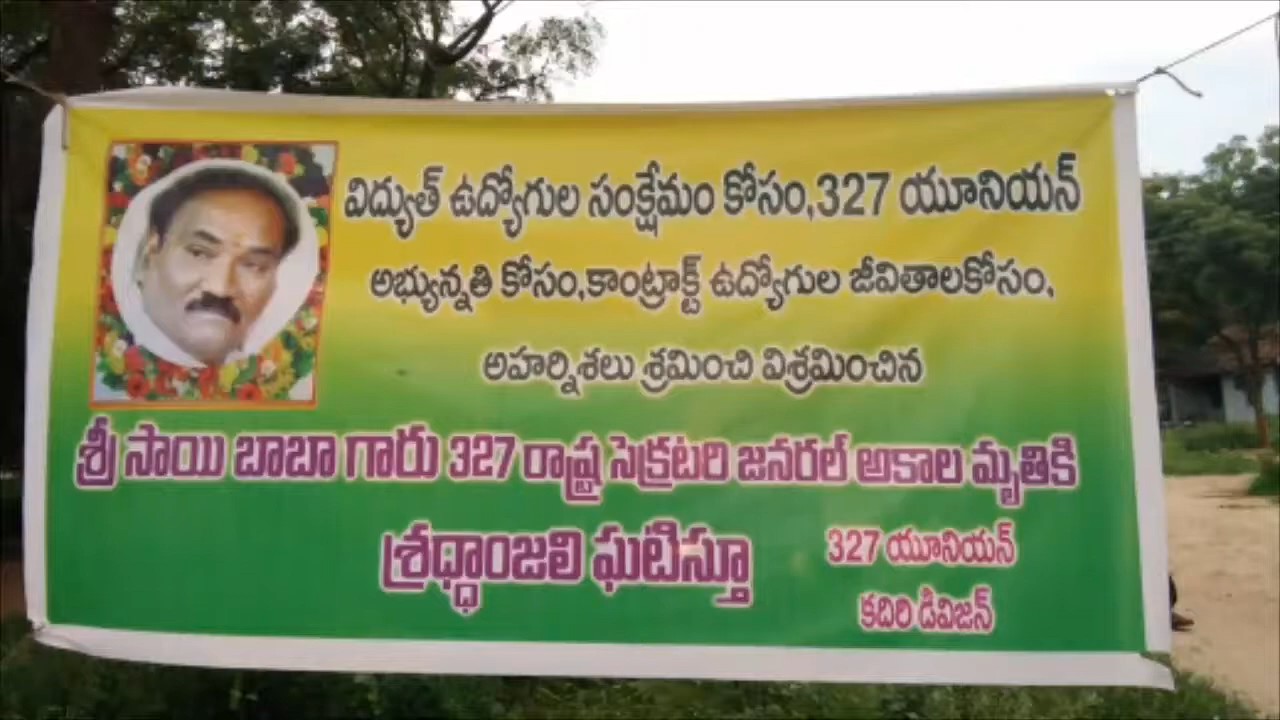 విద్యుత్ ఉద్యోగుల సంక్షేమం కోసం,327 యూనియన్
అభ్యున్నతి కోసం,కాంట్రాక్ట్ ఉద్యోగుల జీవితాలకోసం,
అహర్నిశలు శ్రమించి విశ్రమించిన
శ్రీ సాయి బాబా గారు 327 రాష్ట్ర సెక్రటరి జనరల్ అకాల మృతికి
శ్రద్ధాంజలి ఘటిస్తూ
327 యూనియన్
కదిరి డివిజన్